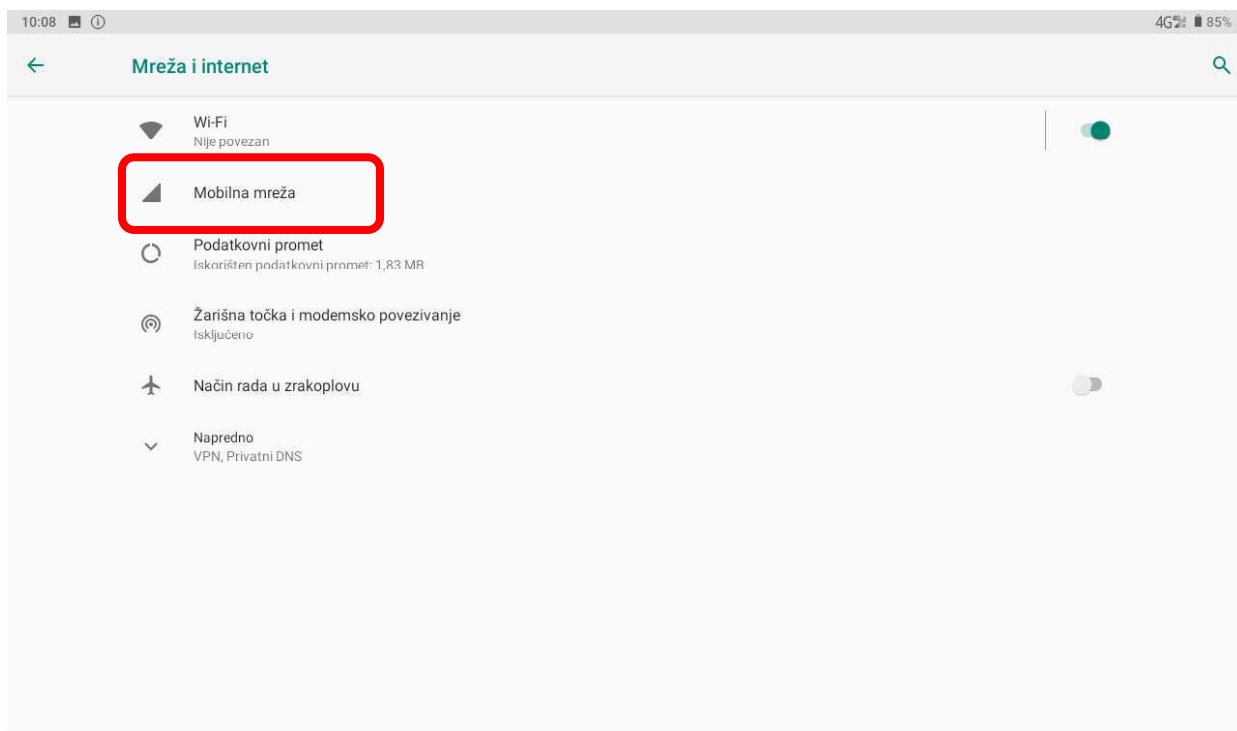 10:08 4G 85%
Mreža i internet
Wi-Fi
Nije povezan
Mobilna mreža
Podatkovni promet
Iskorišten podatkovni promet: 1,83 MB
Žarišna točka i modemsko povezivanje
Isključeno
Način rada u zrakoplovu
Napredno
VPN, Privatni DNS